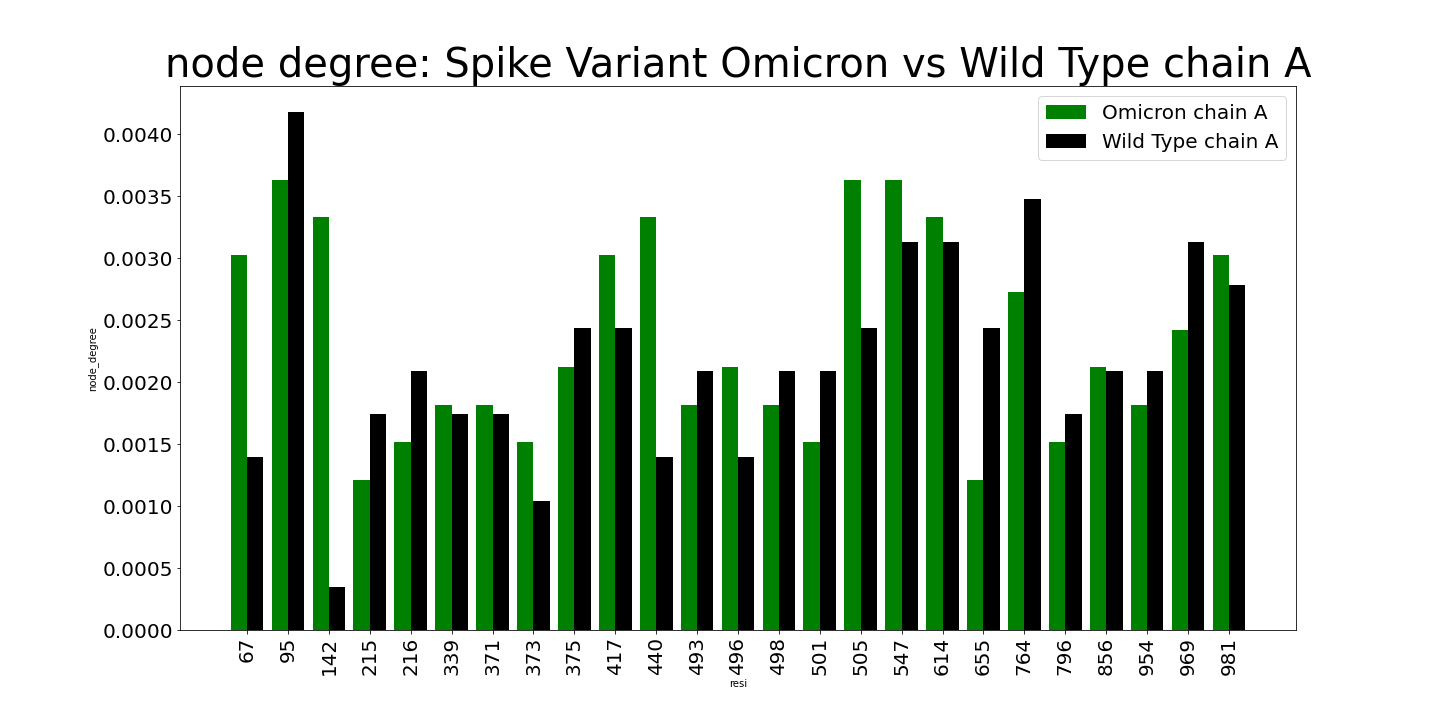 node degree: Spike Variant Omicron vs Wild Type chain A
Omicron chain A
Wild Type chain A
0.0040
0.0035
0.0030
0.0025
0.0020
0.0015
0.0010
0.0005
0.0000
node_degree
67 95 142 215 216 339 371 373 375 417 440 493 496 498 501 505 547 614 655 764 796 856 954 969 981
resi